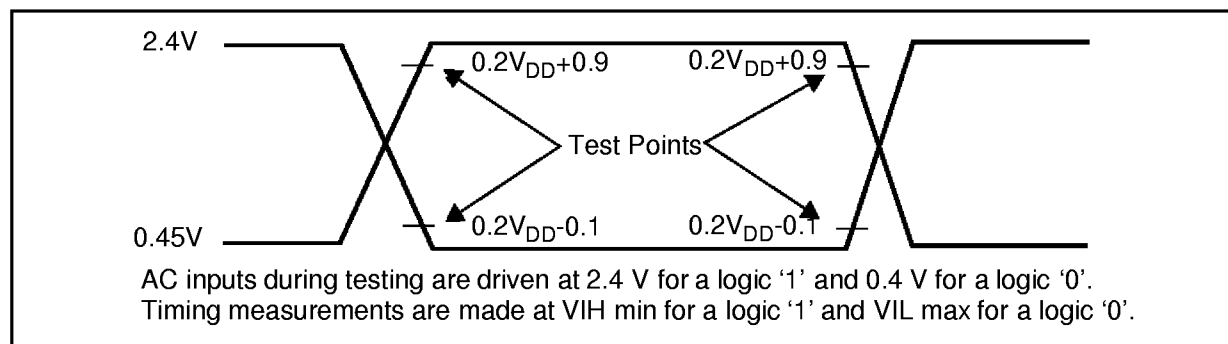 2.4V
0.2VDD+0.9 0.2VDD+0.9
Test Points
0.2VDD-0.1 0.2VDD-0.1
0.45V
AC inputs during testing are driven at 2.4 V for a logic ‘1’ and 0.4 V for a logic ‘0’.
Timing measurements are made at VIH min for a logic ‘1’ and VIL max for a logic ‘0’.